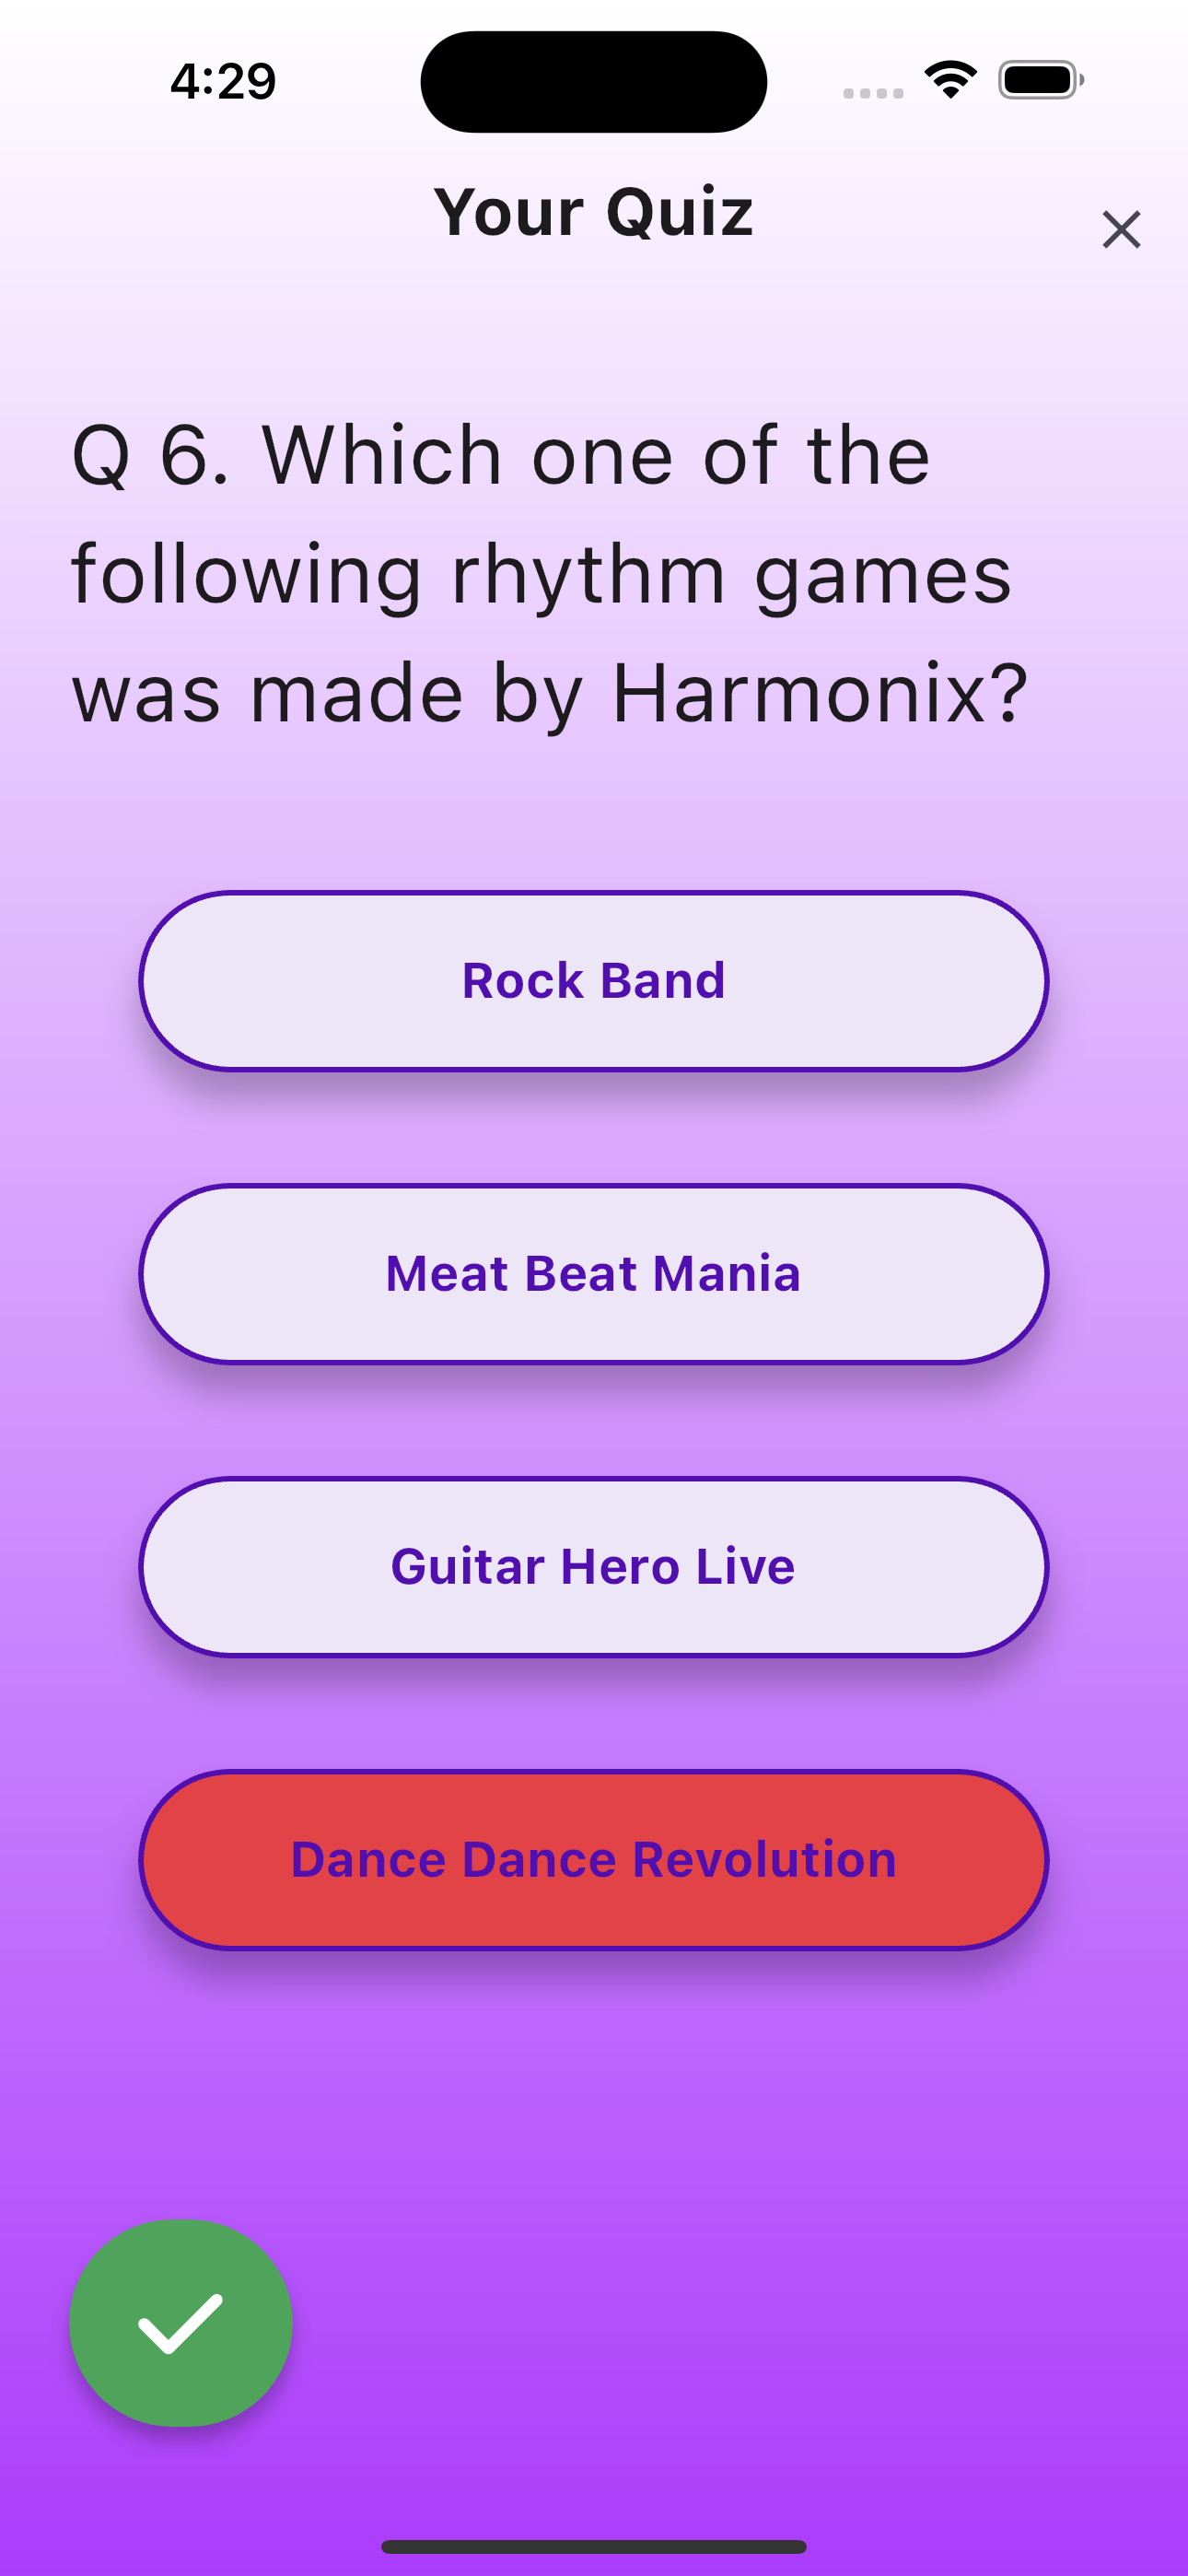 4:29
Your Quiz
Q 6. Which one of the
following rhythm games
was made by Harmonix?
Rock Band
Meat Beat Mania
Guitar Hero Live
Dance Dance Revolution